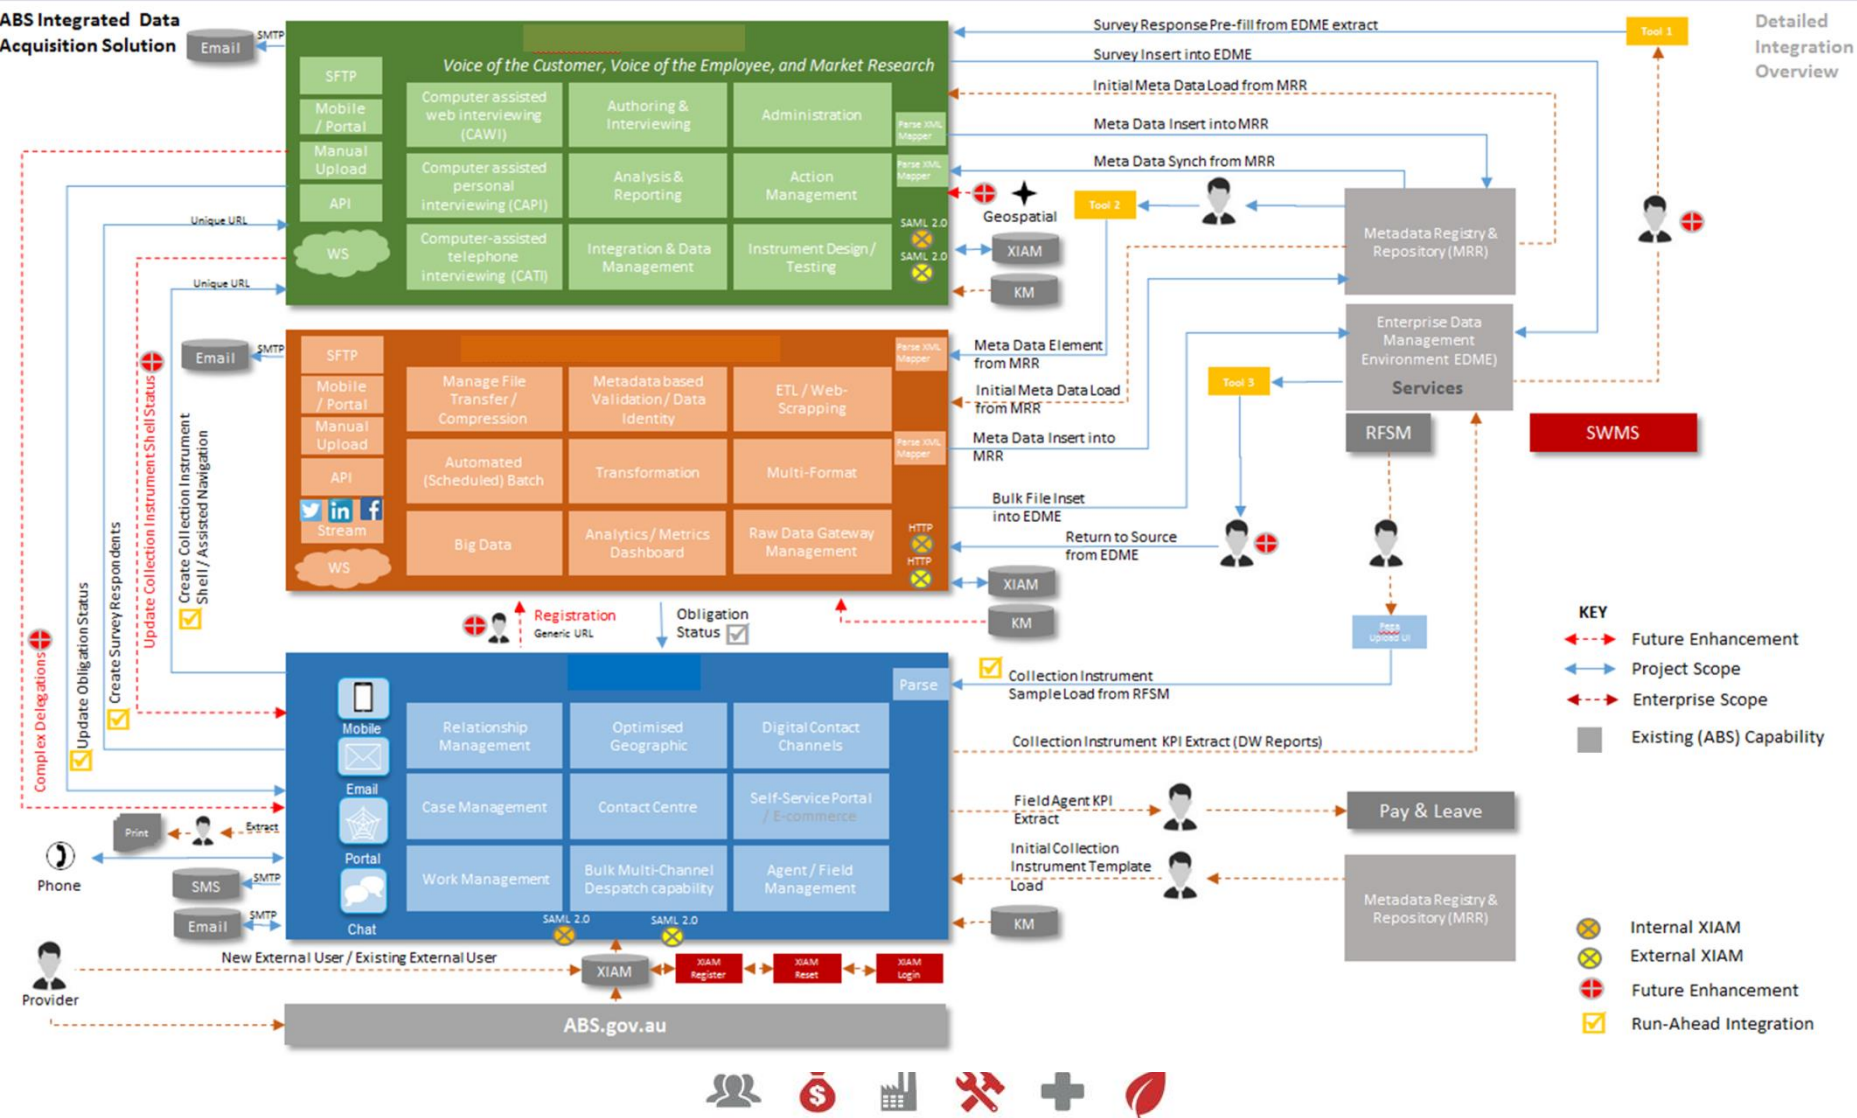 ABS Integrated Data
Acquisition Solution
Detailed
Integration
Overview
Email
SMTP
Voice of the Customer, Voice of the Employee, and Market Research
SFTP
Mobile
/ Portal
Manual
Upload
API
WS
Computer assisted
web interviewing
(CAWI)
Authoring &
Interviewing
Administration
Computer assisted
personal
interviewing (CAPI)
Analysis &
Reporting
Action
Management
Computer-assisted
telephone
interviewing (CATI)
Integration & Data
Management
Instrument Design /
Testing
Parse XML
Mapper
Parse XML
Mapper
SAML 2.0
SAML 2.0
Survey Response Pre-fill from EDME extract
Survey Insert into EDME
Initial Meta Data Load from MRR
Meta Data Insert into MRR
Meta Data Synch from MRR
Tool 1
Geospatial
XIAM
KM
Tool 2
Metadata Registry &
Repository (MRR)
Unique URL
Unique URL
Email
SMTP
SFTP
Mobile
/ Portal
Manual
Upload
API
Stream
WS
Manage File
Transfer /
Compression
Metadata based
Validation / Data
Identity
ETL / Web-
Scrapping
Automated
(Scheduled) Batch
Transformation
Multi-Format
Big Data
Analytics / Metrics
Dashboard
Raw Data Gateway
Management
Parse XML
Mapper
Parse XML
Mapper
HTTP
HTTP
Meta Data Element
from MRR
Initial Meta Data Load
from MRR
Meta Data Insert into
MRR
Bulk File Inset
into EDME
Return to Source
from EDME
XIAM
KM
Tool 3
Enterprise Data
Management
Environment EDME)
Services
RFSM
SWMS
Pega
Upload UI
Complex Delegations
Update Obligation Status
Create Survey Respondents
Update Collection Instrument Shell Status
Create Collection Instrument
Shell / Assisted Navigation
Registration
Generic URL
Obligation
Status
Mobile
Email
Portal
Chat
Parse
Relationship
Management
Optimised
Geographic
Digital Contact
Channels
Case Management
Contact Centre
Self-Service Portal
/ E-commerce
Work Management
Bulk Multi-Channel
Despatch capability
Agent / Field
Management
SAML 2.0
SAML 2.0
Collection Instrument
Sample Load from RFSM
Collection Instrument KPI Extract (DW Reports)
Field Agent KPI
Extract
Pay & Leave
Initial Collection
Instrument Template
Load
Metadata Registry &
Repository (MRR)
KM
Print
Extract
Phone
SMS
SMTP
Email
SMTP
Provider
New External User / Existing External User
XIAM
XIAM
Register
XIAM
Reset
XIAM
Login
ABS.gov.au
KEY
Future Enhancement
Project Scope
Enterprise Scope
Existing (ABS) Capability
Internal XIAM
External XIAM
Future Enhancement
Run-Ahead Integration